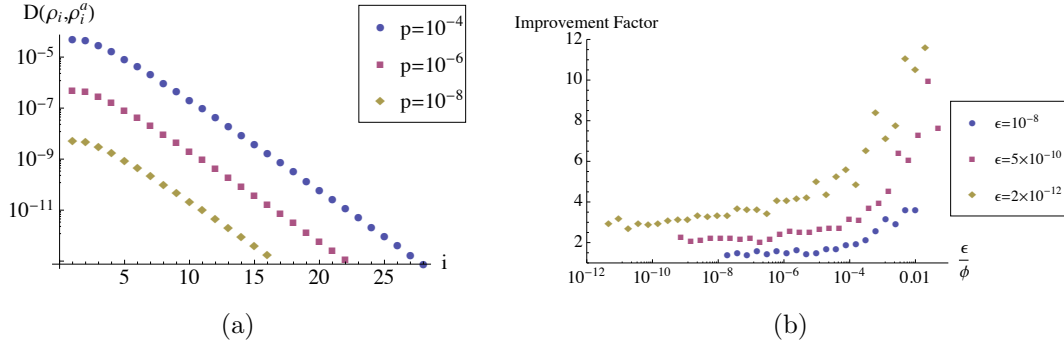 D(ρ_i,ρ_i^a)
10^{-5}
10^{-7}
10^{-9}
10^{-11}
5
10
15
20
25
i
p=10^{-4}
p=10^{-6}
p=10^{-8}
(a)
Improvement Factor
12
10
8
6
4
2
10^{-12}
10^{-10}
10^{-8}
10^{-6}
10^{-4}
0.01
ϵ/ϕ
ϵ=10^{-8}
ϵ=5×10^{-10}
ϵ=2×10^{-12}
(b)